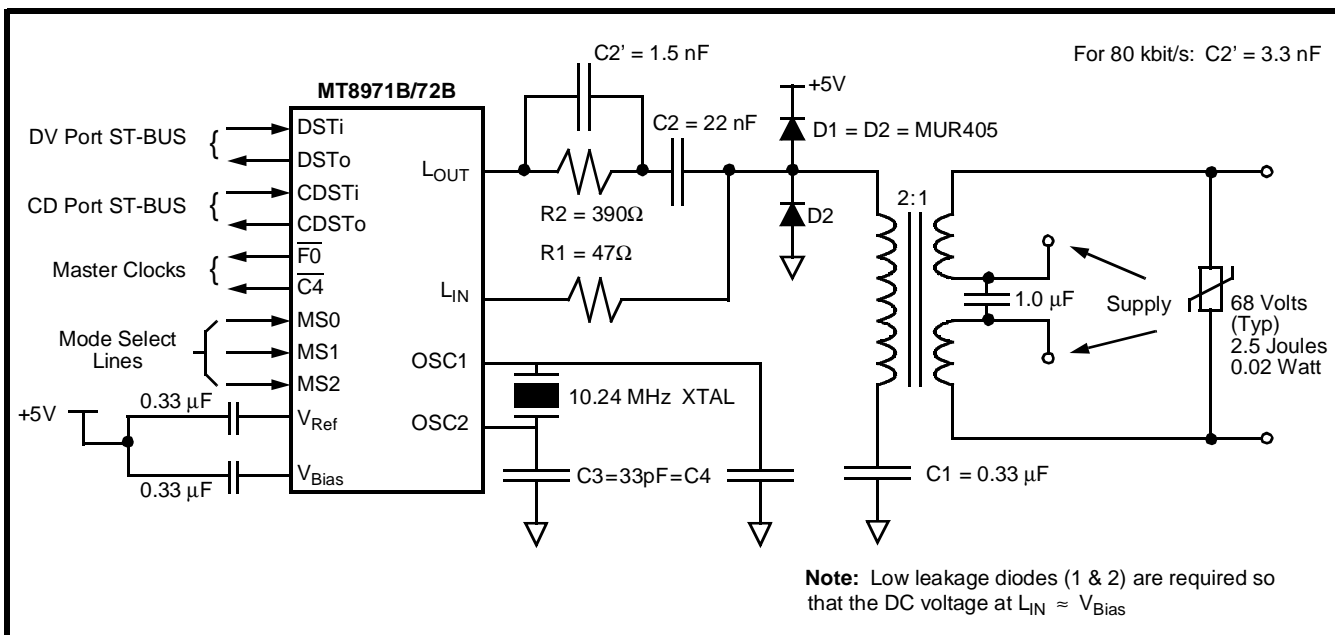 C2’ = 1.5 nF
For 80 kbit/s: C2’ = 3.3 nF
MT8971B/72B
+5V
DV Port ST-BUS {
DSTi
DSTo
C2 = 22 nF
D1 = D2 = MUR405
CD Port ST-BUS {
CDSTi
CDSTo
LOUT
R2 = 390Ω
D2
2:1
Master Clocks {
F0
C4
R1 = 47Ω
LIN
1.0 µF
Supply
68 Volts
(Typ)
2.5 Joules
0.02 Watt
Mode Select
Lines
MS0
MS1
MS2
OSC1
10.24 MHz XTAL
OSC2
+5V
0.33 µF
VRef
0.33 µF
VBias
C3=33pF=C4
C1 = 0.33 µF
Note: Low leakage diodes (1 & 2) are required so
that the DC voltage at LIN ≈ VBias